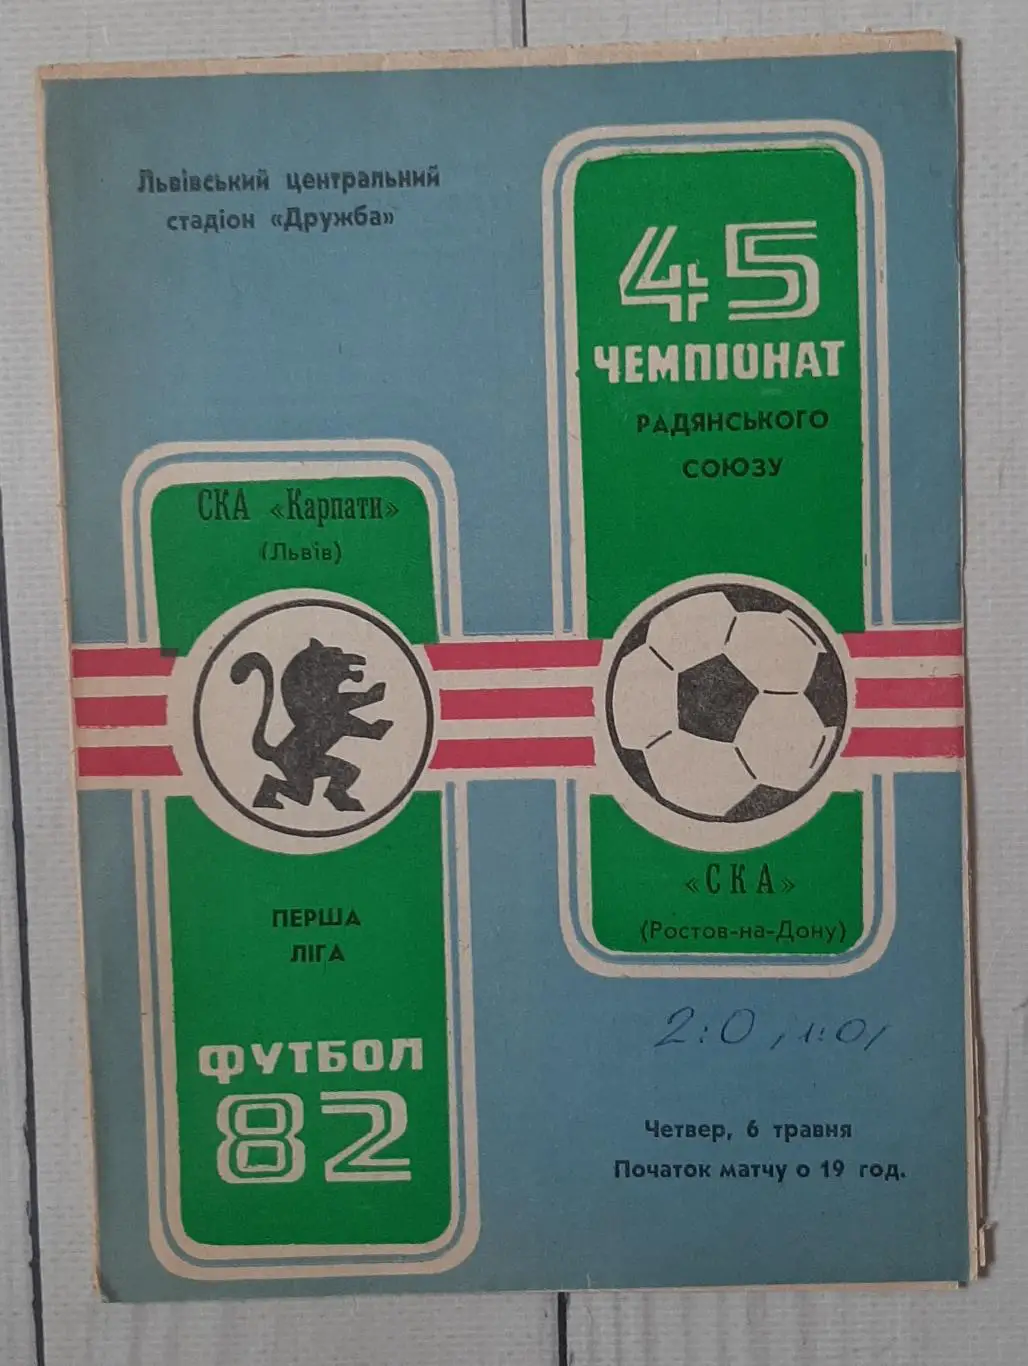 Львівський центральний
стадіон «Дружба»
45
ЧЕМПІОНАТ
РАДЯНСЬКОГО
СОЮЗУ
СКА «Карпати»
(Львів)
ПЕРША
ЛІГА
ФУТБОЛ
82
«СКА»
(Ростов-на-Дону)
2:0 /1:0/
Четвер, 6 травня
Початок матчу о 19 год.